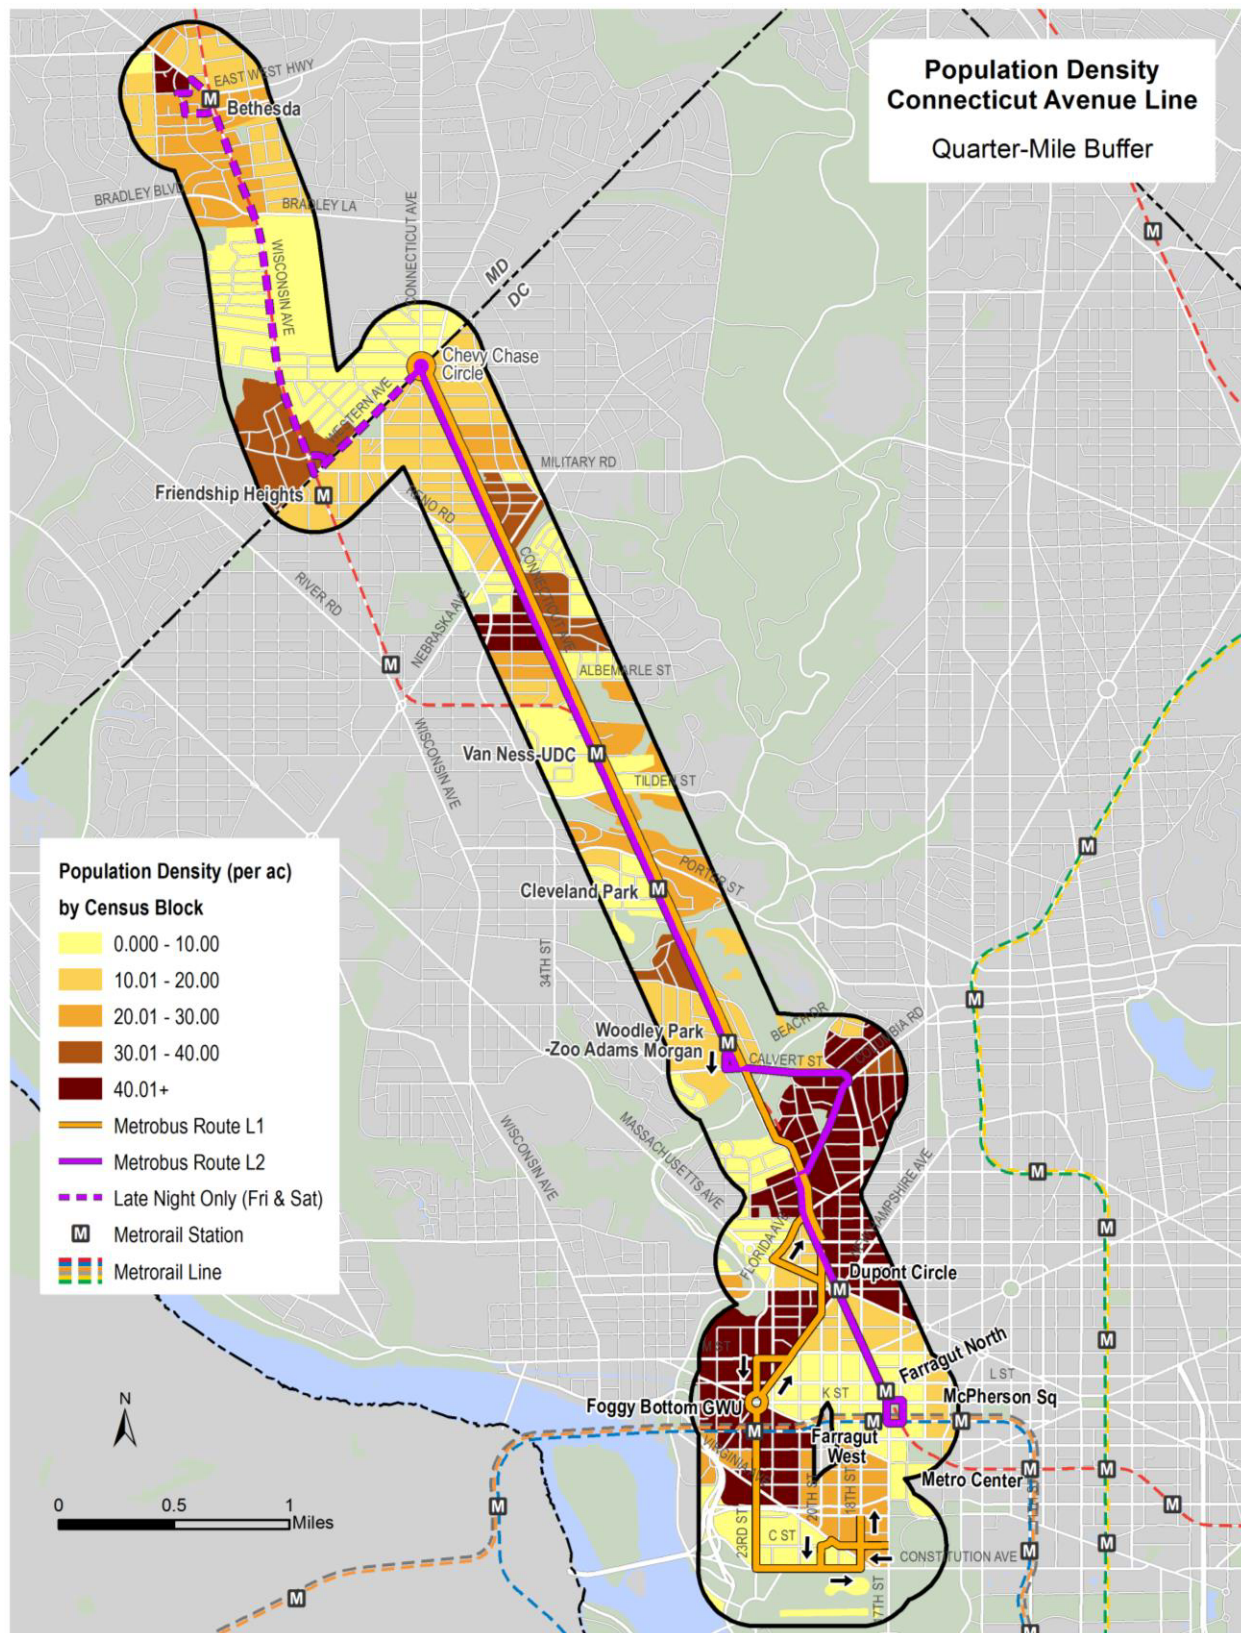 Population Density
Connecticut Avenue Line
Quarter-Mile Buffer
EAST WEST HWY
M
Bethesda
BRADLEY BLVD
BRADLEY LA
CONNECTICUT AVE
WISCONSIN AVE
MD
DC
M
Chevy Chase
Circle
WESTERN AVE
MILITARY RD
Friendship Heights
M
RENO RD
CONNECTICUT AVE
RIVER RD
NEBRASKA AVE
M
ALBEMARLE ST
WISCONSIN AVE
Van Ness-UDC
M
TILDEN ST
PORTER ST
M
Cleveland Park
M
34TH ST
M
BEACH DR
COLUMBIA RD
Woodley Park
-Zoo Adams Morgan
M
CALVERT ST
WISCONSIN AVE
MASSACHUSETTS AVE
NEW HAMPSHIRE AVE
M
FLORIDA AVE
M
Dupont Circle
M
M
M ST
Farragut North
M
L ST
K ST
McPherson Sq
Foggy Bottom GWU
M
M
M
Farragut
West
VIRGINIA AVE
Metro Center
M
M
M
M
20TH ST
18TH ST
23RD ST
C ST
CONSTITUTION AVE
M
M
17TH ST
M
M
Population Density (per ac)
by Census Block
0.000 - 10.00
10.01 - 20.00
20.01 - 30.00
30.01 - 40.00
40.01+
Metrobus Route L1
Metrobus Route L2
Late Night Only (Fri & Sat)
M Metrorail Station
Metrorail Line
N
0 0.5 1
Miles